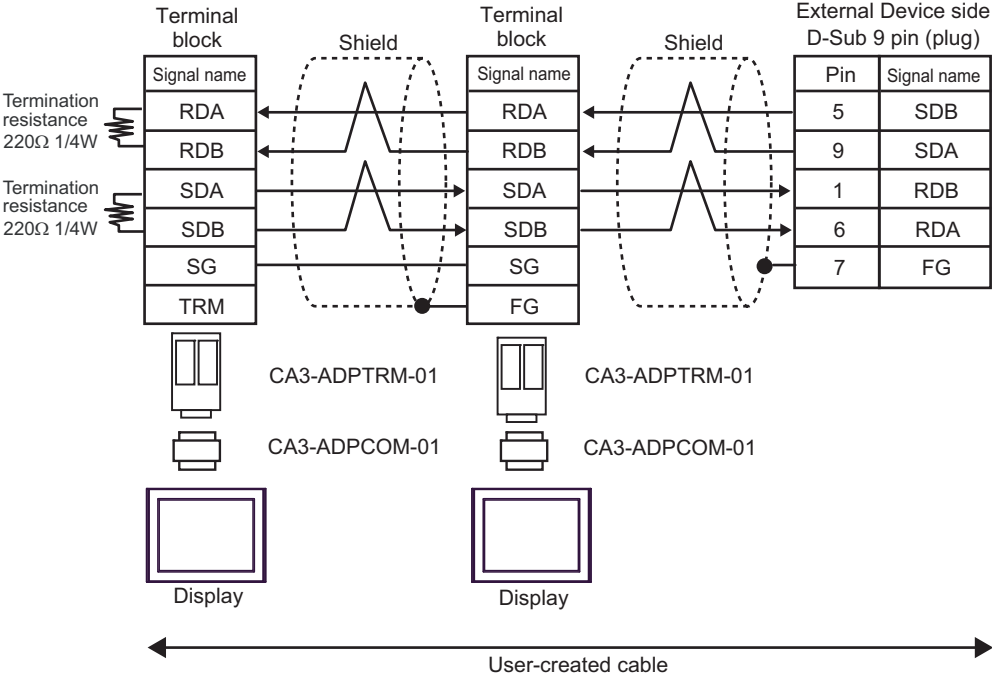 Terminal
block
Shield
Terminal
block
Shield
External Device side
D-Sub 9 pin (plug)
Signal name
Signal name
Pin
Signal name
Termination
resistance
220Ω 1/4W
RDA
RDA
5
SDB
RDB
RDB
9
SDA
Termination
resistance
220Ω 1/4W
SDA
SDA
1
RDB
SDB
SDB
6
RDA
SG
SG
7
FG
TRM
FG
CA3-ADPTRM-01
CA3-ADPTRM-01
CA3-ADPCOM-01
CA3-ADPCOM-01
Display
Display
User-created cable